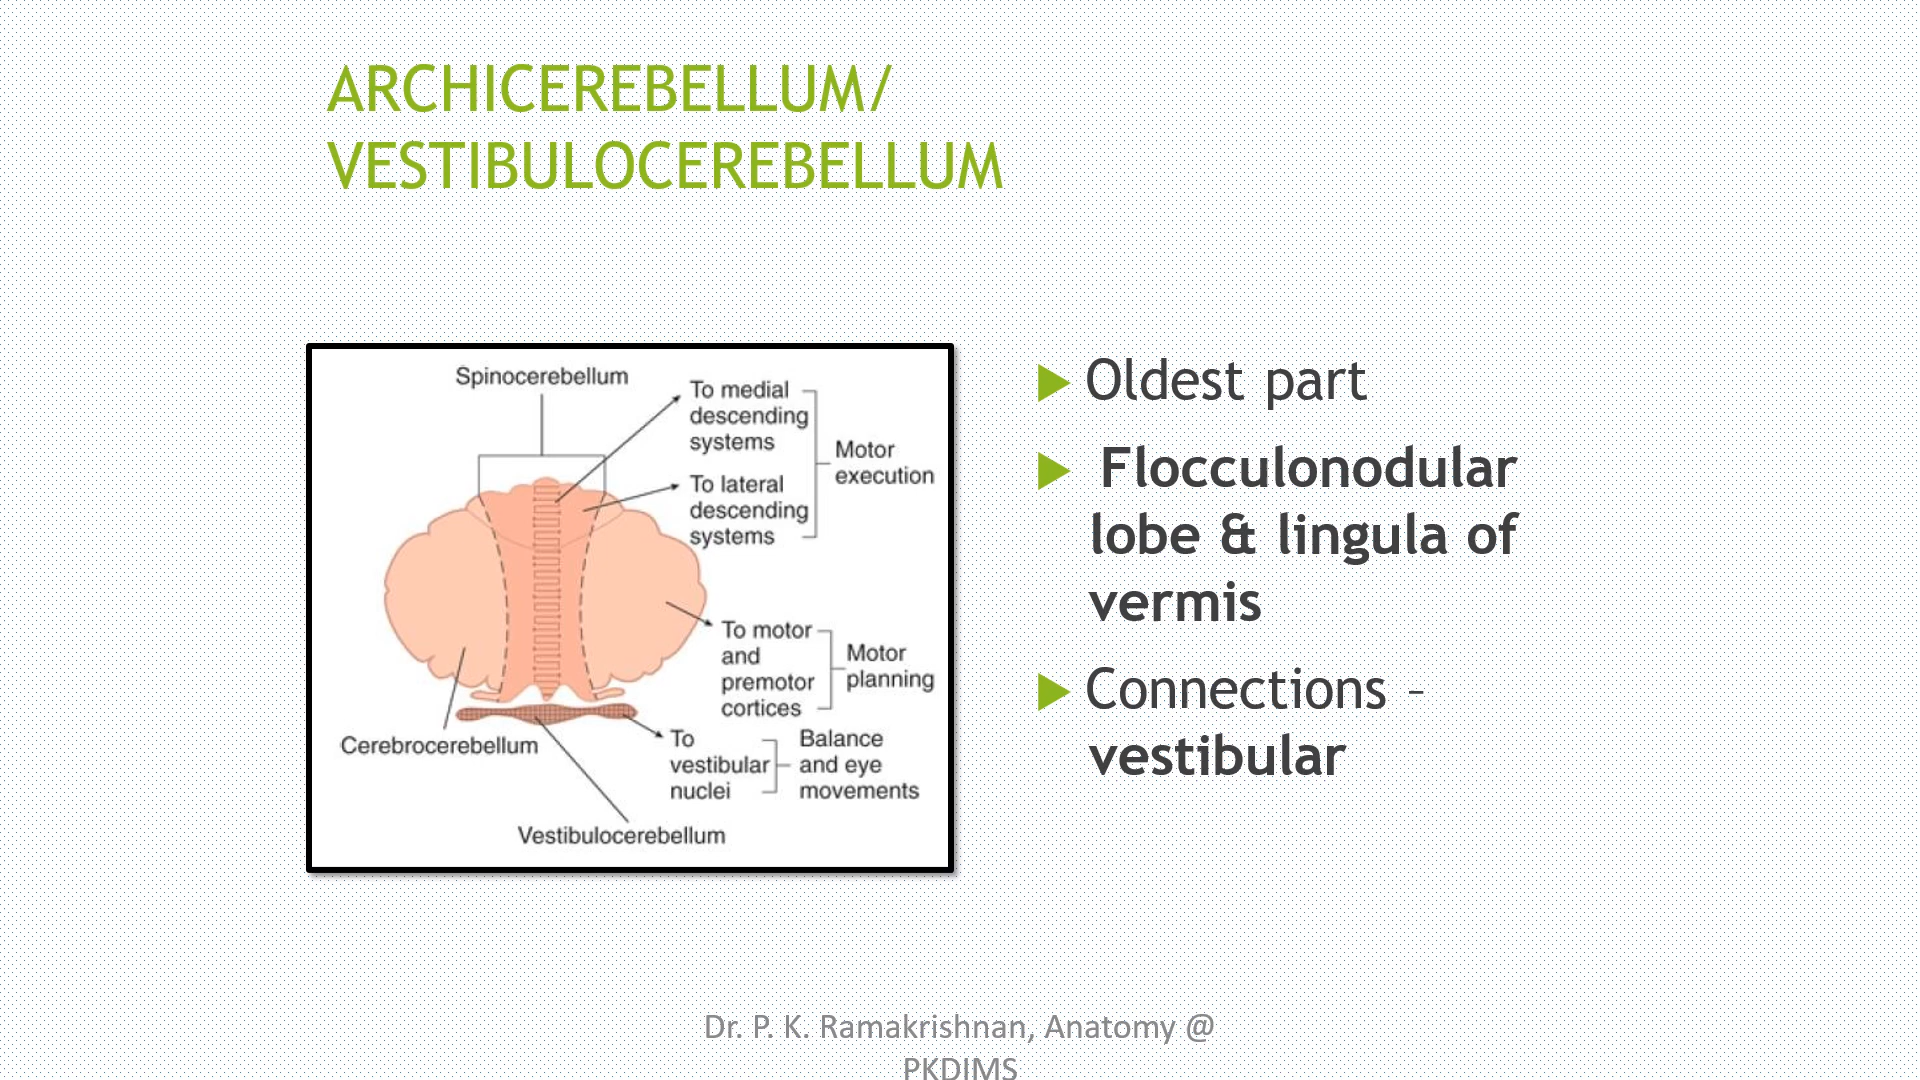 ARCHICEREBELLUM/
VESTIBULOCEREBELLUM
Spinocerebellum
To medial
descending
systems
To lateral
descending
systems
Motor
execution
To motor
and
premotor
cortices
Motor
planning
Cerebrocerebellum
To
vestibular
nuclei
Balance
and eye
movements
Vestibulocerebellum
Oldest part
Flocculonodular
lobe & lingula of
vermis
Connections –
vestibular
Dr. P. K. Ramakrishnan, Anatomy @
PKDIMS